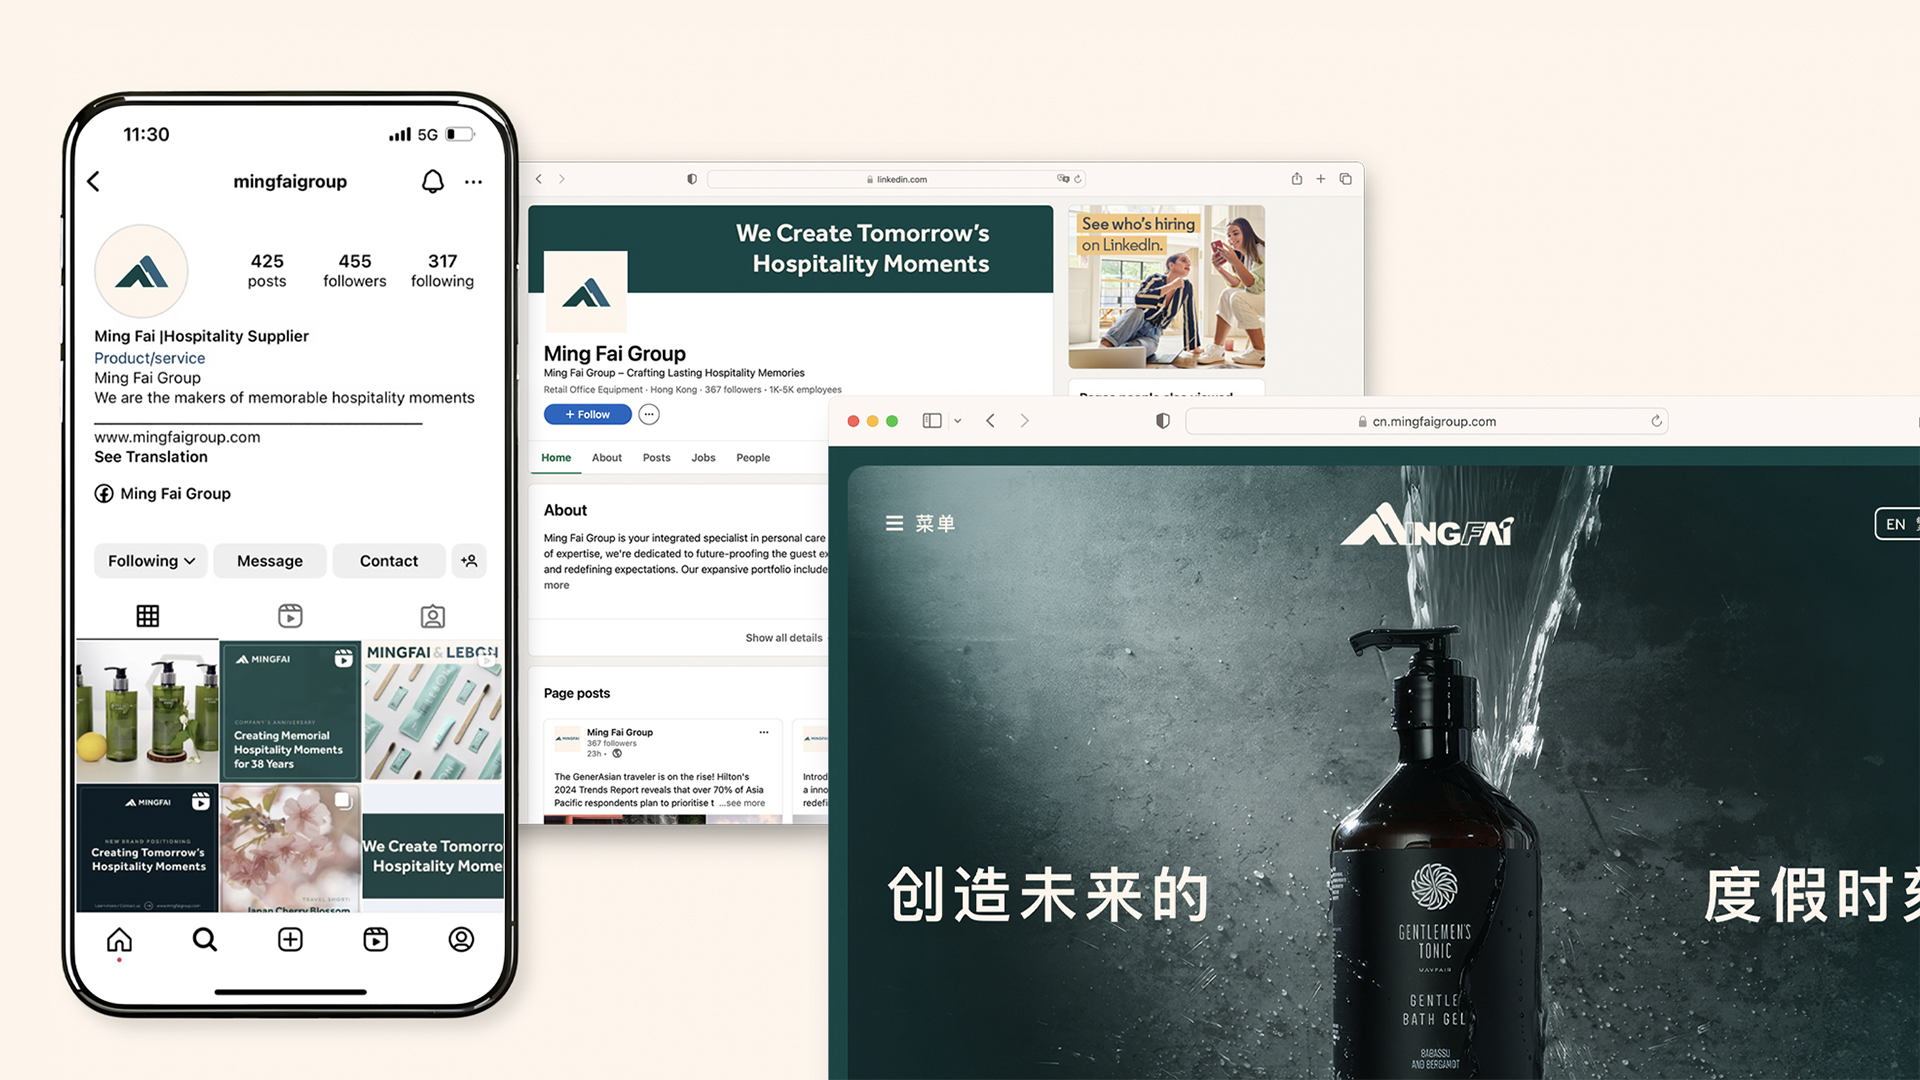 11:30
5G
mingfaigroup
425
posts
455
followers
317
following
Ming Fai |Hospitality Supplier
Product/service
Ming Fai Group
We are the makers of memorable hospitality moments
www.mingfaigroup.com
See Translation
Ming Fai Group
Following
Message
Contact
MINGFAI
COMPANY'S ANNIVERSARY
Creating Memorial
Hospitality Moments
for 38 Years
MINGFAI & LEBON
MINGFAI
NEW BRAND POSITIONING
Creating Tomorrow's
Hospitality Moments
TRAVEL SHORT:
Japan Cherry Blossom
We Create Tomorro
Hospitality Mome
linkedin.com
We Create Tomorrow's
Hospitality Moments
See who's hiring
on LinkedIn.
Ming Fai Group
Ming Fai Group – Crafting Lasting Hospitality Memories
Retail Office Equipment · Hong Kong · 367 followers · 1K-5K employees
+ Follow
Home
About
Posts
Jobs
People
Pages people also viewed
About
Ming Fai Group is your integrated specialist in personal care
of expertise, we're dedicated to future-proofing the guest ex
and redefining expectations. Our expansive portfolio include
more
Show all details
Page posts
Ming Fai Group
367 followers
23h •
The GenerAsian traveler is on the rise! Hilton's
2024 Trends Report reveals that over 70% of Asia
Pacific respondents plan to prioritise t ...see more
MINGFAI
Introd
a inno
redefi
cn.mingfaigroup.com
菜单
MINGFAI
EN
创造未来的
度假时刻
GENTLEMEN'S
TONIC
MAYFAIR
GENTLE
BATH GEL
BABASSU
AND BERGAMOT